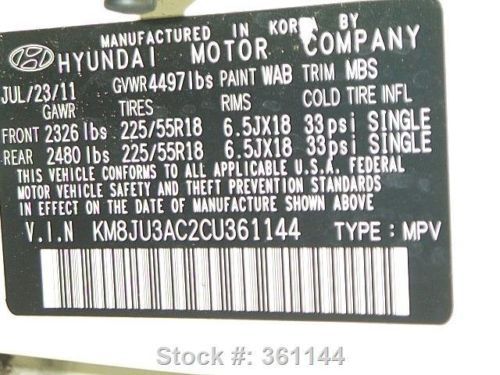 MANUFACTURED IN KOREA BY
HYUNDAI MOTOR COMPANY
JUL/23/11 GVWR 4497lbs PAINT WAB TRIM MBS
GAWR TIRES RIMS COLD TIRE INFL
FRONT 2326 lbs 225/55R18 6.5JX18 33psi SINGLE
REAR 2480 lbs 225/55R18 6.5JX18 33psi SINGLE
THIS VEHICLE CONFORMS TO ALL APPLICABLE U.S.A. FEDERAL
MOTOR VEHICLE SAFETY AND THEFT PREVENTION STANDARDS
IN EFFECT ON THE DATE OF MANUFACTURE SHOWN ABOVE.
V.I.N KM8JU3AC2CU361144 TYPE : MPV
Stock #: 361144